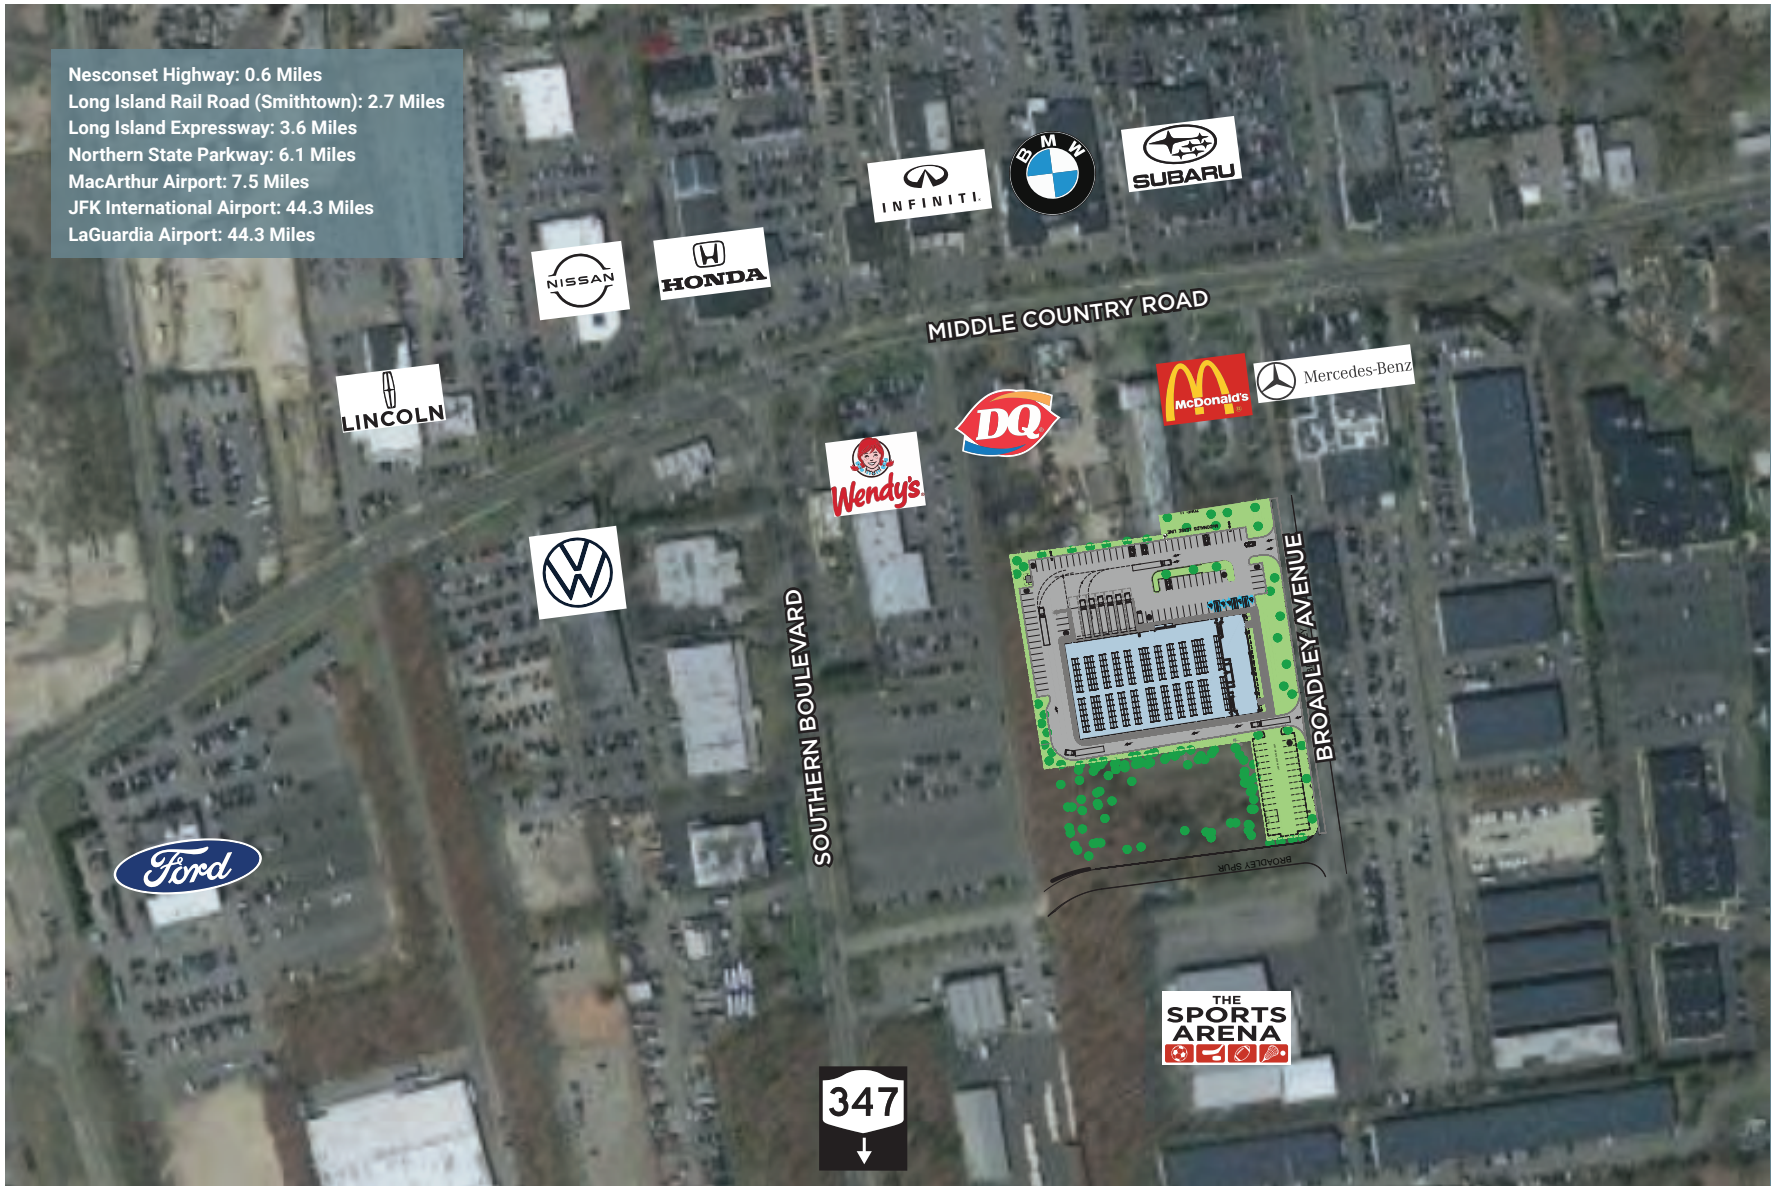 Nesconset Highway: 0.6 Miles
Long Island Rail Road (Smithtown): 2.7 Miles
Long Island Expressway: 3.6 Miles
Northern State Parkway: 6.1 Miles
MacArthur Airport: 7.5 Miles
JFK International Airport: 44.3 Miles
LaGuardia Airport: 44.3 Miles
INFINITI
BMW
SUBARU
NISSAN
HONDA
MIDDLE COUNTRY ROAD
LINCOLN
DQ
McDonald's
Mercedes-Benz
Wendy's
SOUTHERN BOULEVARD
BROADLEY AVENUE
Ford
BROADLEY SPUR
THE
SPORTS
ARENA
347